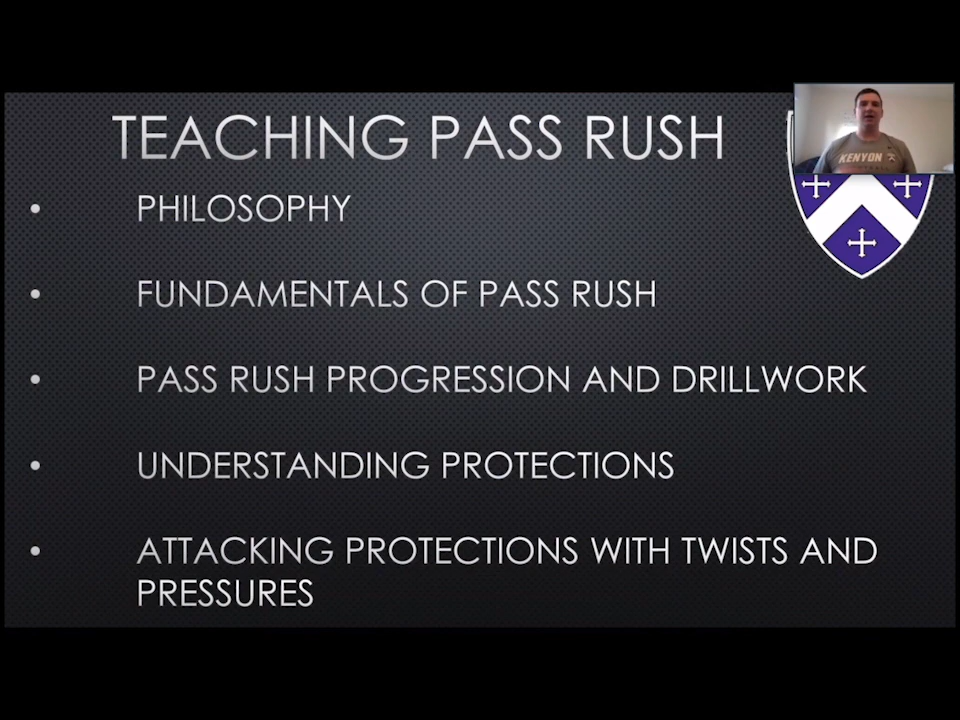 TEACHING PASS RUSH
KENYON
• PHILOSOPHY
• FUNDAMENTALS OF PASS RUSH
• PASS RUSH PROGRESSION AND DRILLWORK
• UNDERSTANDING PROTECTIONS
• ATTACKING PROTECTIONS WITH TWISTS AND
PRESSURES